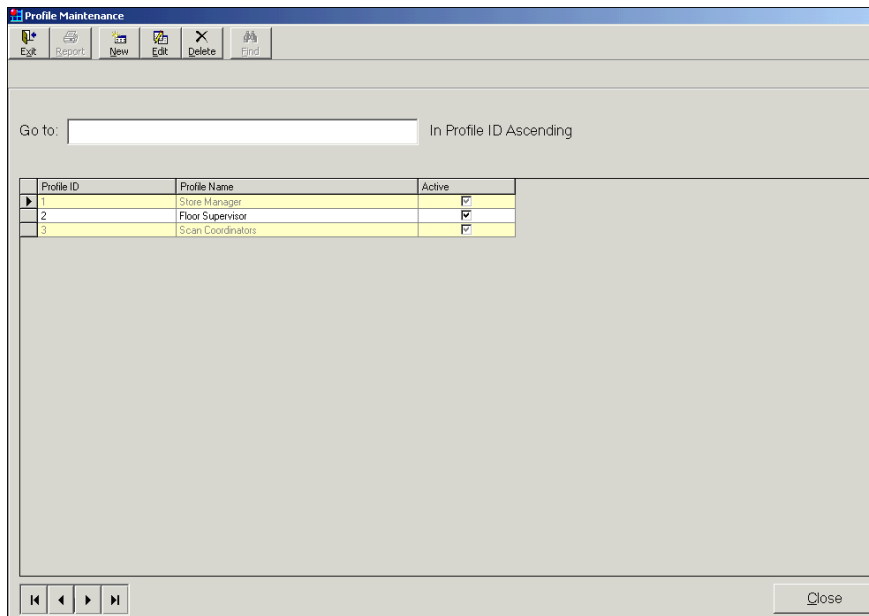 Profile Maintenance
Exit Report New Edit Delete Find
Go to: In Profile ID Ascending
Profile ID Profile Name Active
1 Store Manager
2 Floor Supervisor
3 Scan Coordinators
Close